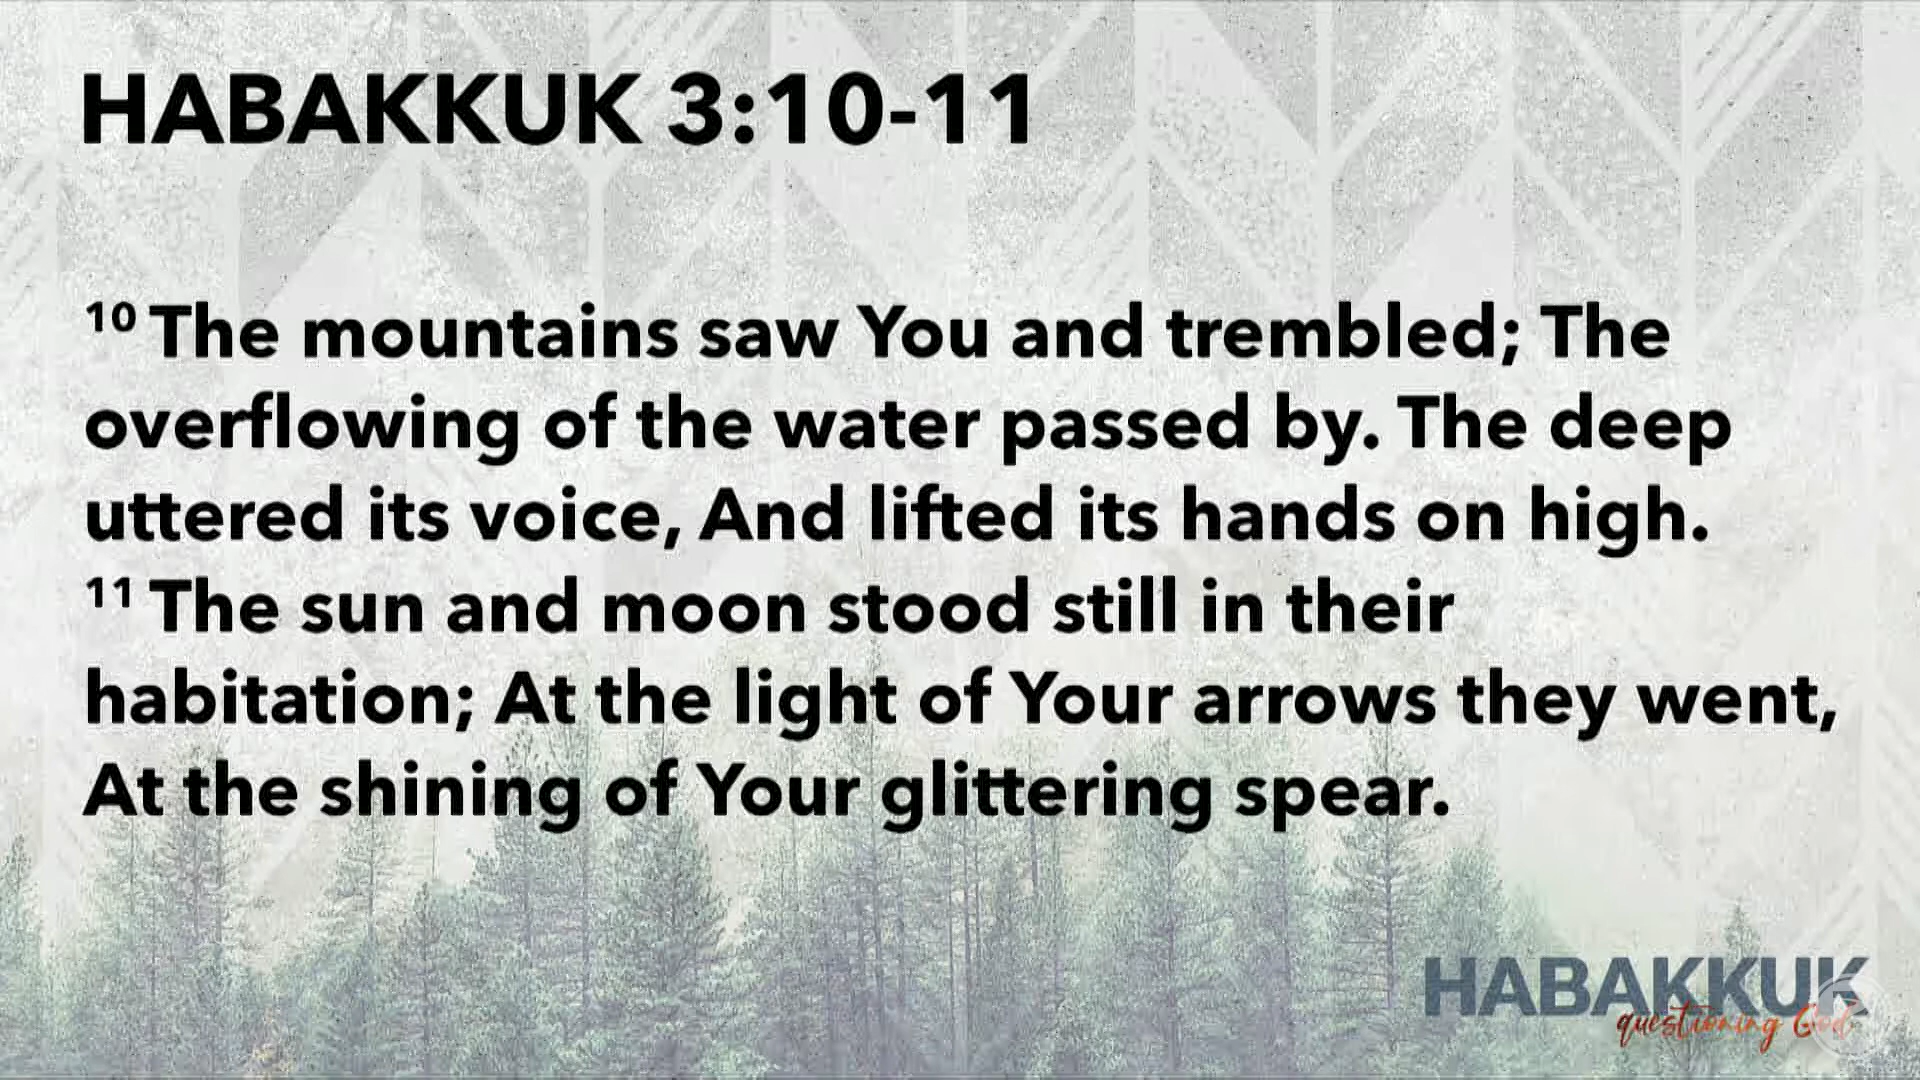 HABAKKUK 3:10-11
10 The mountains saw You and trembled; The
overflowing of the water passed by. The deep
uttered its voice, And lifted its hands on high.
11 The sun and moon stood still in their
habitation; At the light of Your arrows they went,
At the shining of Your glittering spear.
HABAKKUK
questioning God